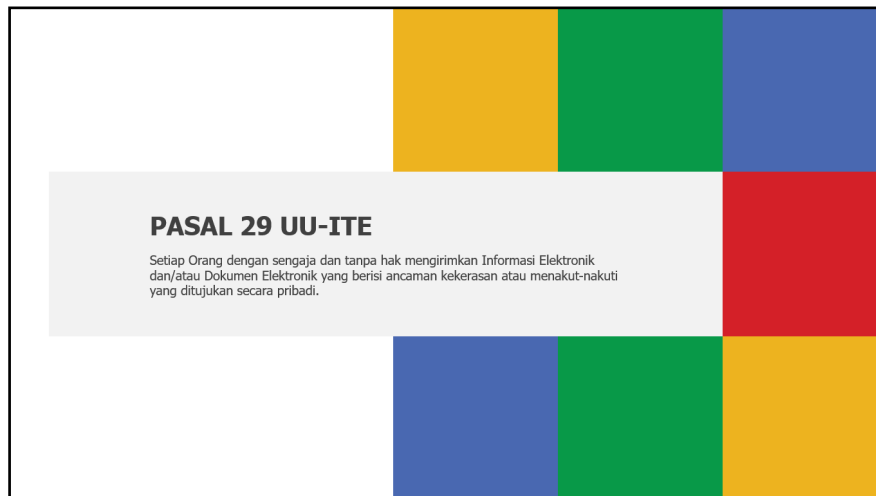 PASAL 29 UU-ITE
Setiap Orang dengan sengaja dan tanpa hak mengirimkan Informasi Elektronik
dan/atau Dokumen Elektronik yang berisi ancaman kekerasan atau menakut-nakuti
yang ditujukan secara pribadi.